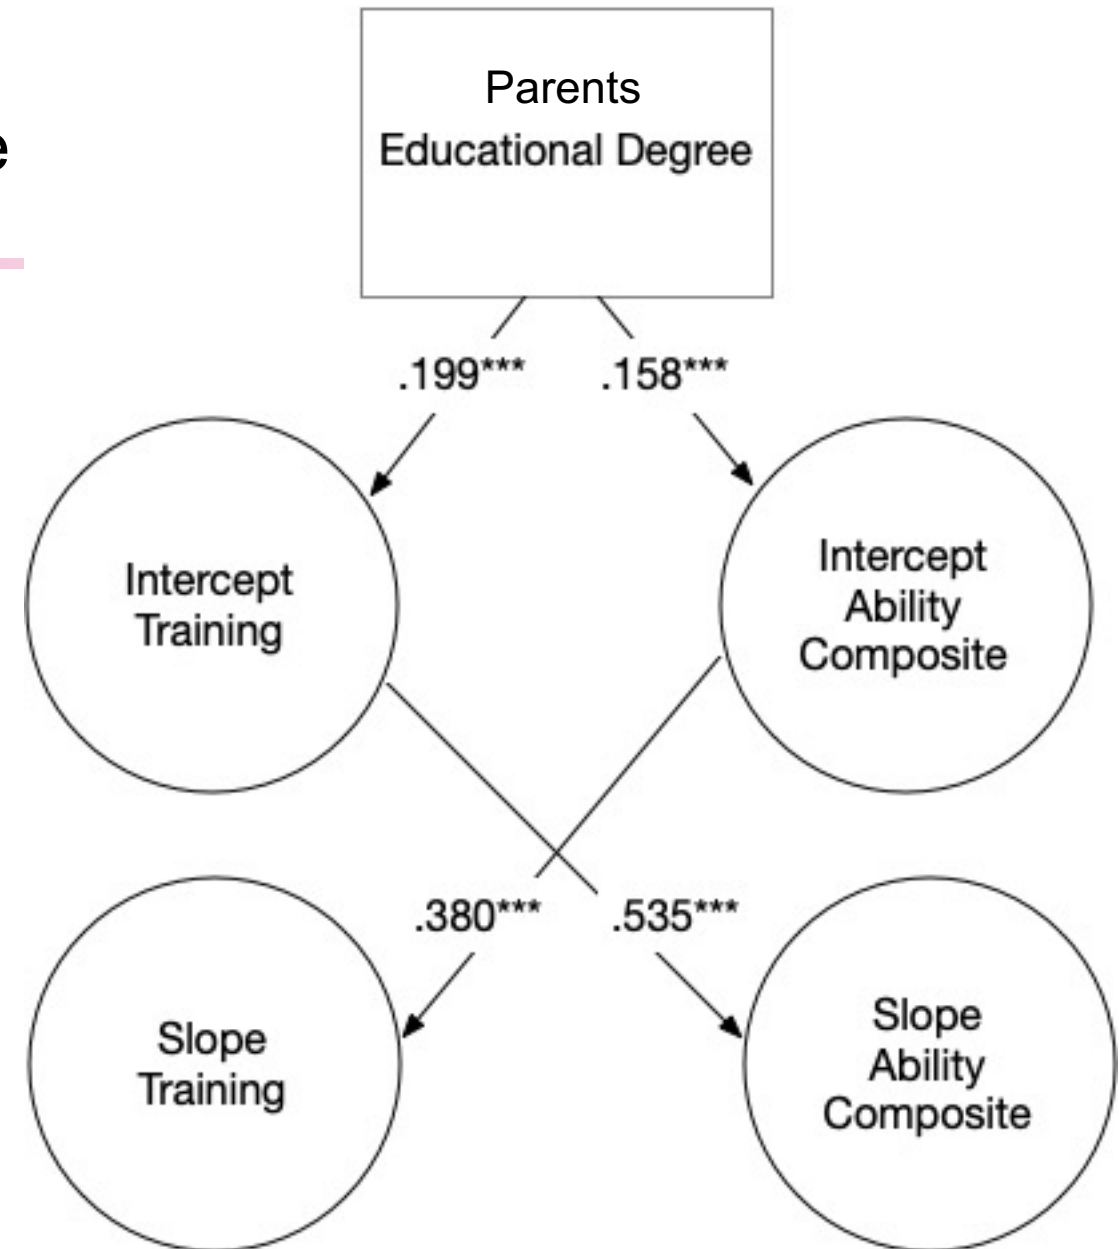 Parents
e
Educational Degree
.199*** .158***
Intercept
Training
Intercept
Ability
Composite
.380*** .535***
Slope
Training
Slope
Ability
Composite